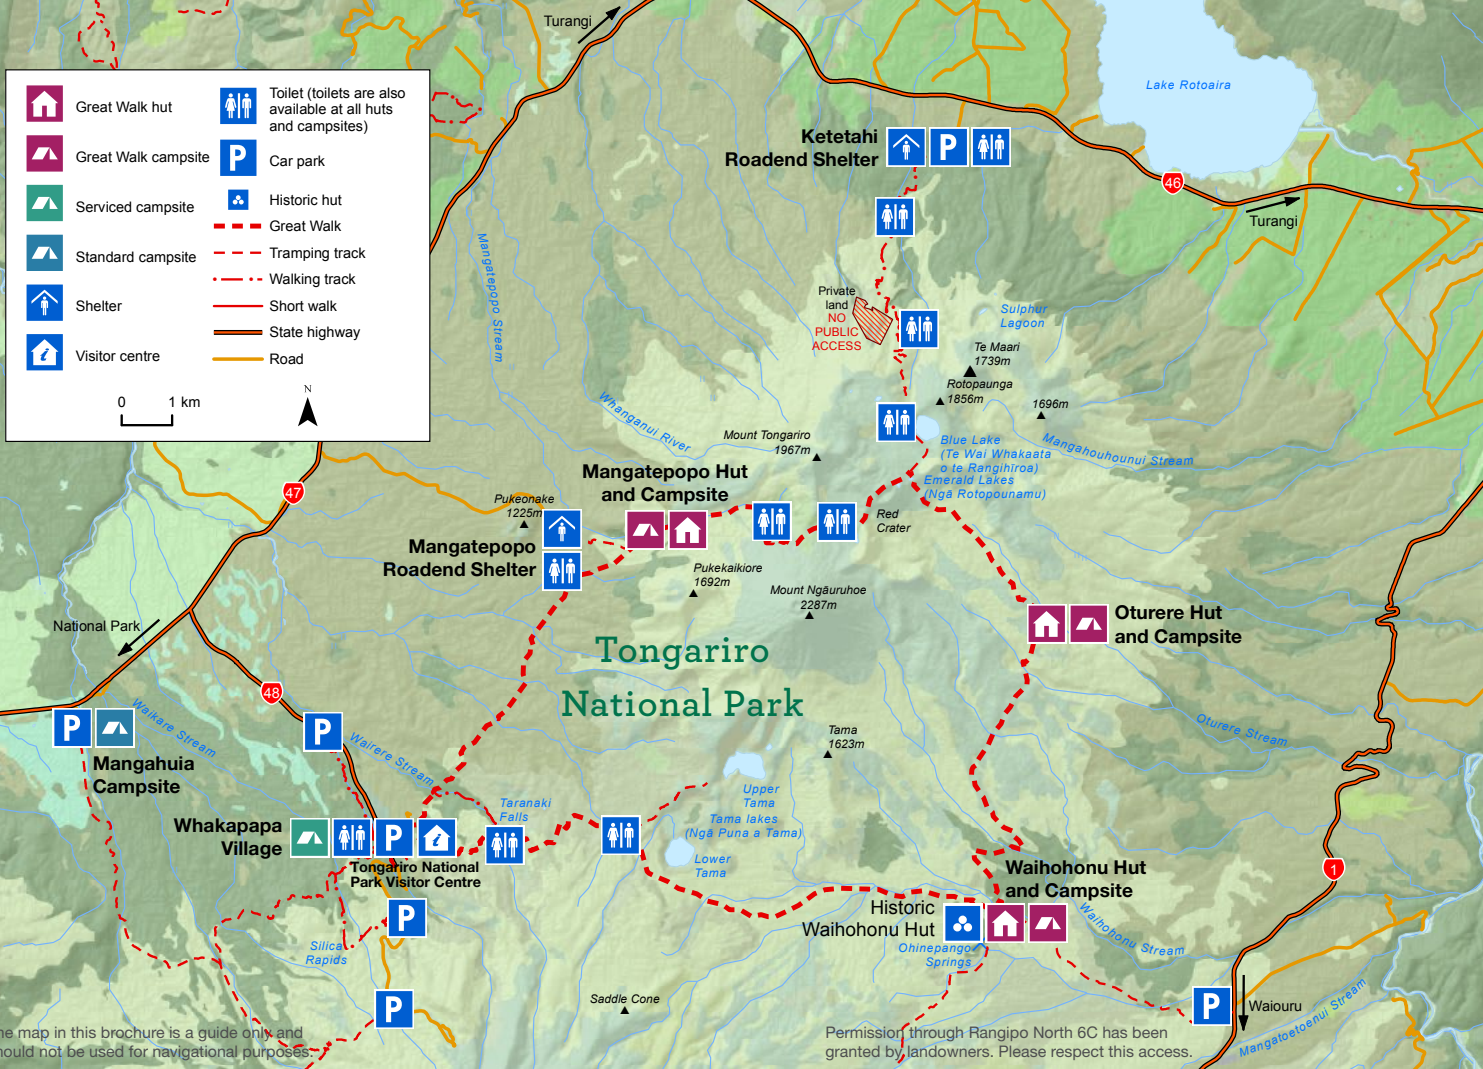 Turangi
Lake Rotoaira
Great Walk hut
Great Walk campsite
Serviced campsite
Standard campsite
Shelter
Visitor centre
Toilet (toilets are also
available at all huts
and campsites)
P
Car park
Historic hut
Great Walk
Tramping track
Walking track
Short walk
State highway
Road
0 1 km
N
Ketetahi
Roadend Shelter
P
46
Turangi
Mangatepopo Stream
Private
land
NO
PUBLIC
ACCESS
Sulphur
Lagoon
Te Maari
1739m
Rotopaunga
1856m
1696m
Whanganui River
Mount Tongariro
1967m
Blue Lake
(Te Wai Whakaata
o te Rangihīroa)
Emerald Lakes
(Ngā Rotopounamu)
Mangahouhounui Stream
Mangatepopo Hut
and Campsite
47
Pukeonake
1225m
Red
Crater
Mangatepopo
Roadend Shelter
Pukekaikiore
1692m
Mount Ngāuruhoe
2287m
Oturere Hut
and Campsite
National Park
Tongariro
National Park
48
P
P
Waikare Stream
Wairere Stream
Mangahuia
Campsite
Tama
1623m
Oturere Stream
Upper
Tama
Tama lakes
(Ngā Puna a Tama)
Lower
Tama
Taranaki
Falls
Whakapapa
Village
P
i
Tongariro National
Park Visitor Centre
P
Silica
Rapids
1
Waihohonu Hut
and Campsite
Historic
Waihohonu Hut
Ohinepango
Springs
Waihohonu Stream
Saddle Cone
P
P
Waiouru
Mangatoetoenui Stream
he map in this brochure is a guide only and
hould not be used for navigational purposes.
Permission through Rangipo North 6C has been
granted by landowners. Please respect this access.